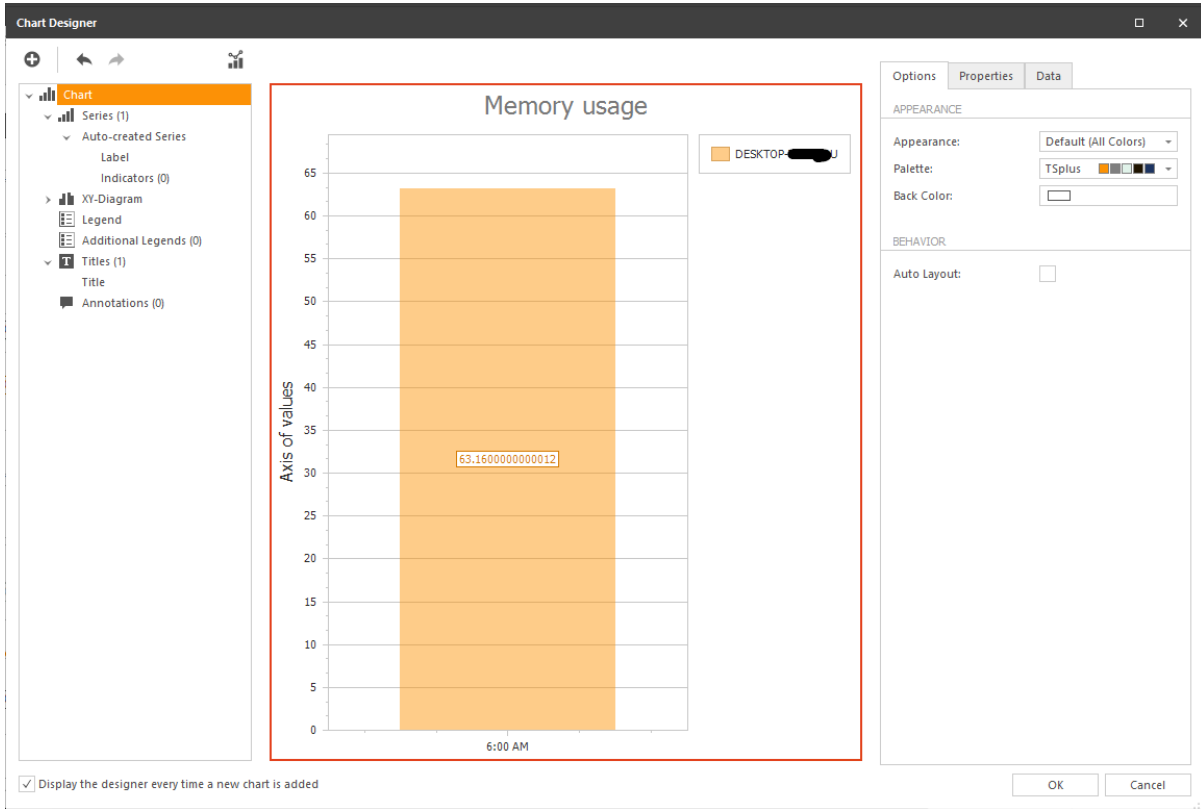 Chart Designer
Chart
Series (1)
Auto-created Series
Label
Indicators (0)
XY-Diagram
Legend
Additional Legends (0)
Titles (1)
Title
Annotations (0)
Memory usage
DESKTOP- U
Axis of values
65
60
55
50
45
40
35
30
25
20
15
10
5
0
63.1600000000012
6:00 AM
Options Properties Data
APPEARANCE
Appearance: Default (All Colors)
Palette: TSplus
Back Color:
BEHAVIOR
Auto Layout:
Display the designer every time a new chart is added
OK Cancel